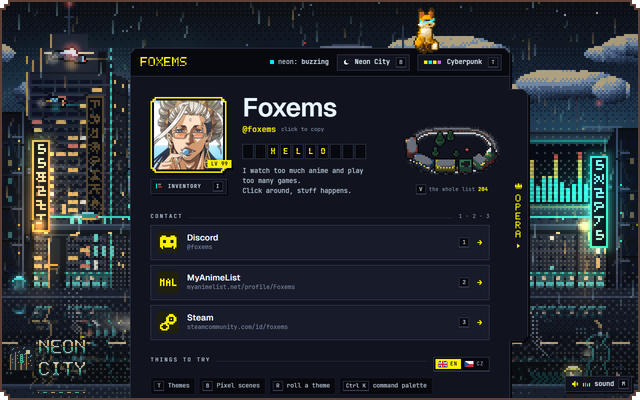 FOXEMS
neon: buzzing
Neon City B
Cyberpunk T
Foxems
@foxems click to copy
HELLO
LV 99
I watch too much anime and play
too many games.
Click around, stuff happens.
INVENTORY I
V the whole list 204
OPERA
CONTACT
1 · 2 · 3
Discord
@foxems
1
MAL
MyAnimeList
myanimelist.net/profile/Foxems
2
Steam
steamcommunity.com/id/foxems
3
THINGS TO TRY
EN
CZ
T Themes
B Pixel scenes
R roll a theme
Ctrl K command palette
NEON
CITY
sound M